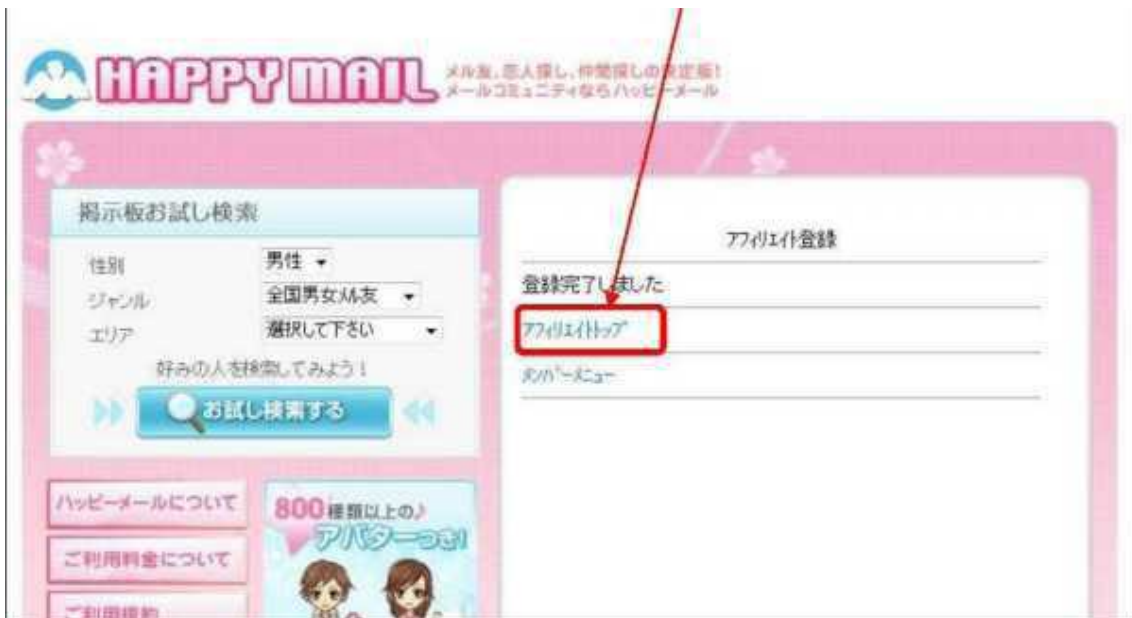 HAPPY MAIL
メル友、恋人探し、仲間探しの決定版!
メールコミュニティならハッピーメール
掲示板お試し検索
性別 男性
ジャンル 全国男女メル友
エリア 選択して下さい
好みの人を検索してみよう!
お試し検索する
ハッピーメールについて
ご利用料金について
ご利用規約
800種類以上の♪
アバターつき!
アフィリエイト登録
登録完了しました
アフィリエイトトップ
メンバーメニュー